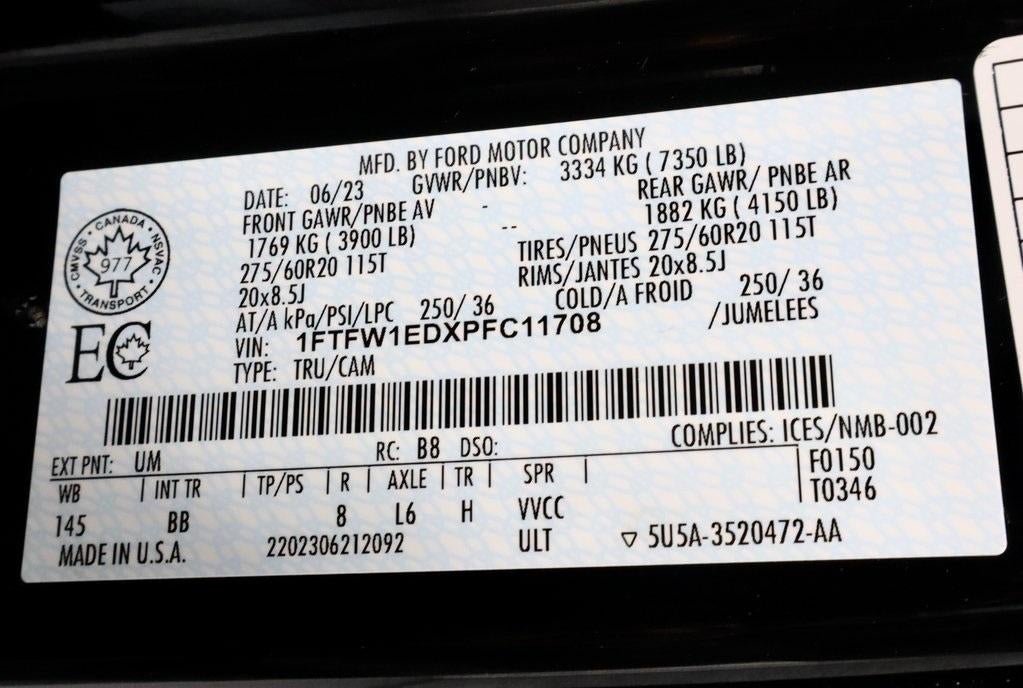 MFD. BY FORD MOTOR COMPANY
DATE: 06/23 GVWR/PNBV: 3334 KG ( 7350 LB)
FRONT GAWR/PNBE AV - REAR GAWR/ PNBE AR
1769 KG ( 3900 LB) -- 1882 KG ( 4150 LB)
275/60R20 115T TIRES/PNEUS 275/60R20 115T
20x8.5J RIMS/JANTES 20x8.5J
AT/A kPa/PSI/LPC 250/ 36 COLD/A FROID 250/ 36
VIN: 1FTFW1EDXPFC11708 /JUMELEES
TYPE: TRU/CAM
CANADA
CMVSS NSVAC
977
TRANSPORT
EC
COMPLIES: ICES/NMB-002
EXT PNT: UM RC: B8 DSO:
WB | INT TR | TP/PS | R | AXLE | TR | SPR | F0150
T0346
145 BB 8 L6 H VVCC
MADE IN U.S.A. 2202306212092 ULT ▽ 5U5A-3520472-AA